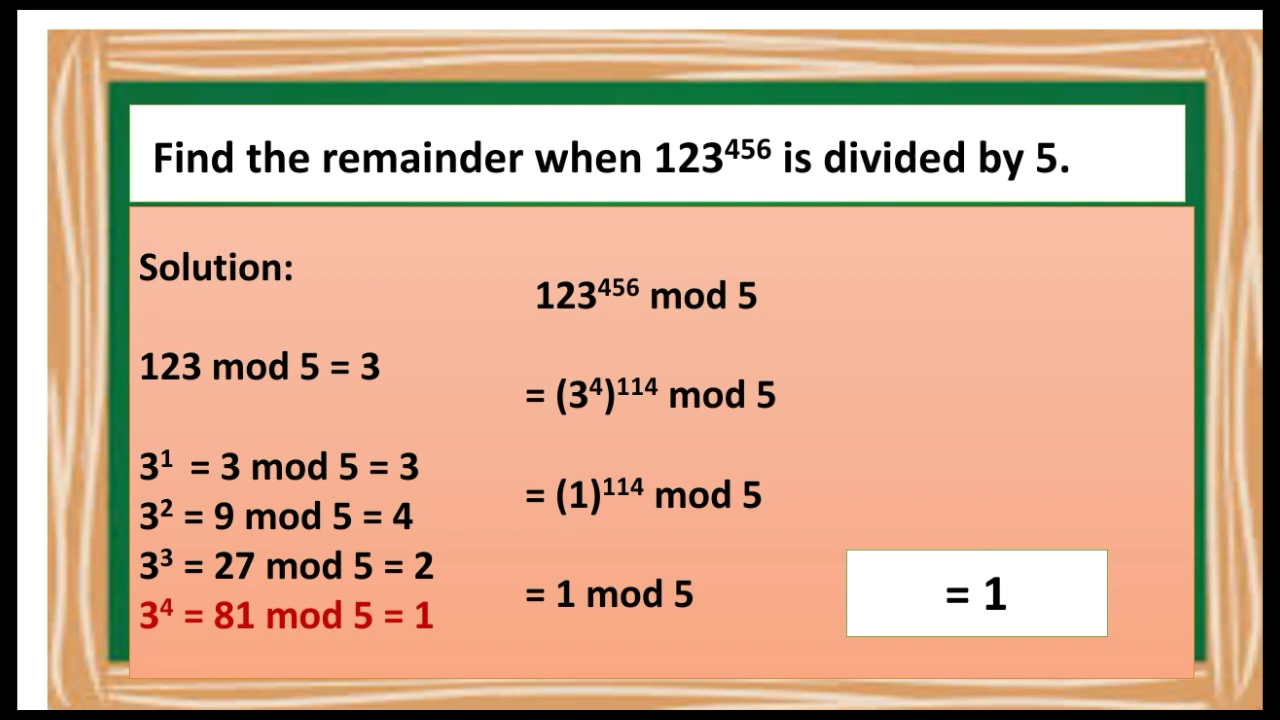 Find the remainder when 123⁴⁵⁶ is divided by 5.
Solution:
123 mod 5 = 3
3¹ = 3 mod 5 = 3
3² = 9 mod 5 = 4
3³ = 27 mod 5 = 2
3⁴ = 81 mod 5 = 1
123⁴⁵⁶ mod 5
= (3⁴)¹¹⁴ mod 5
= (1)¹¹⁴ mod 5
= 1 mod 5
= 1